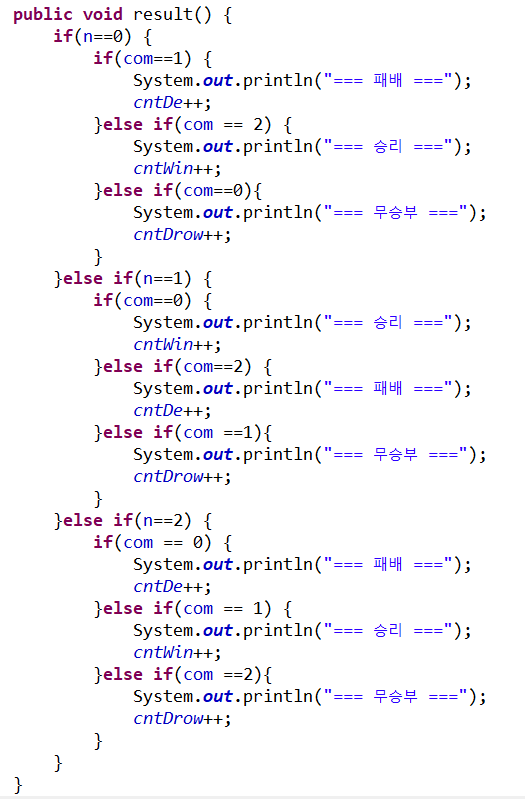 public void result() {
    if(n==0) {
        if(com==1) {
            System.out.println("=== 패배 ===");
            cntDe++;
        }else if(com == 2) {
            System.out.println("=== 승리 ===");
            cntWin++;
        }else if(com==0){
            System.out.println("=== 무승부 ===");
            cntDrow++;
        }
    }else if(n==1) {
        if(com==0) {
            System.out.println("=== 승리 ===");
            cntWin++;
        }else if(com==2) {
            System.out.println("=== 패배 ===");
            cntDe++;
        }else if(com ==1){
            System.out.println("=== 무승부 ===");
            cntDrow++;
        }
    }else if(n==2) {
        if(com == 0) {
            System.out.println("=== 패배 ===");
            cntDe++;
        }else if(com == 1) {
            System.out.println("=== 승리 ===");
            cntWin++;
        }else if(com ==2){
            System.out.println("=== 무승부 ===");
            cntDrow++;
        }
    }
}